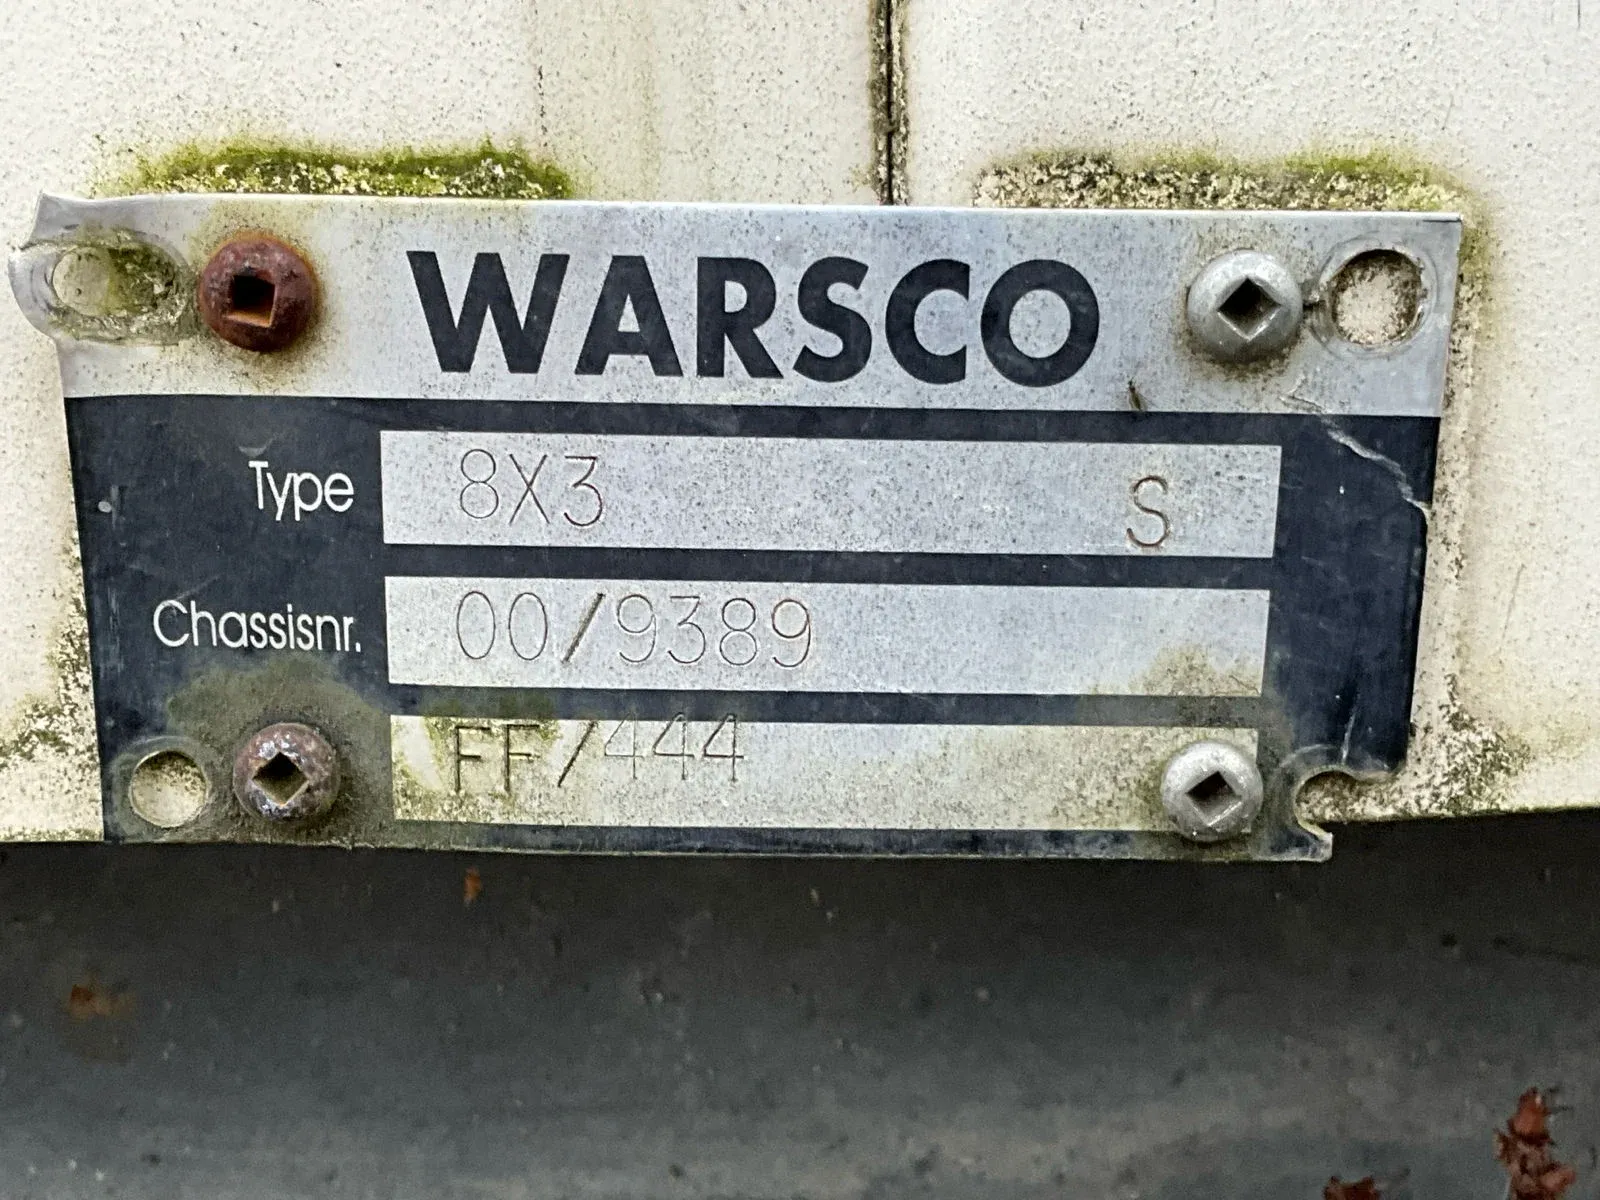 WARSCO
Type 8X3 S
Chassisnr. 00/9389
FF/444